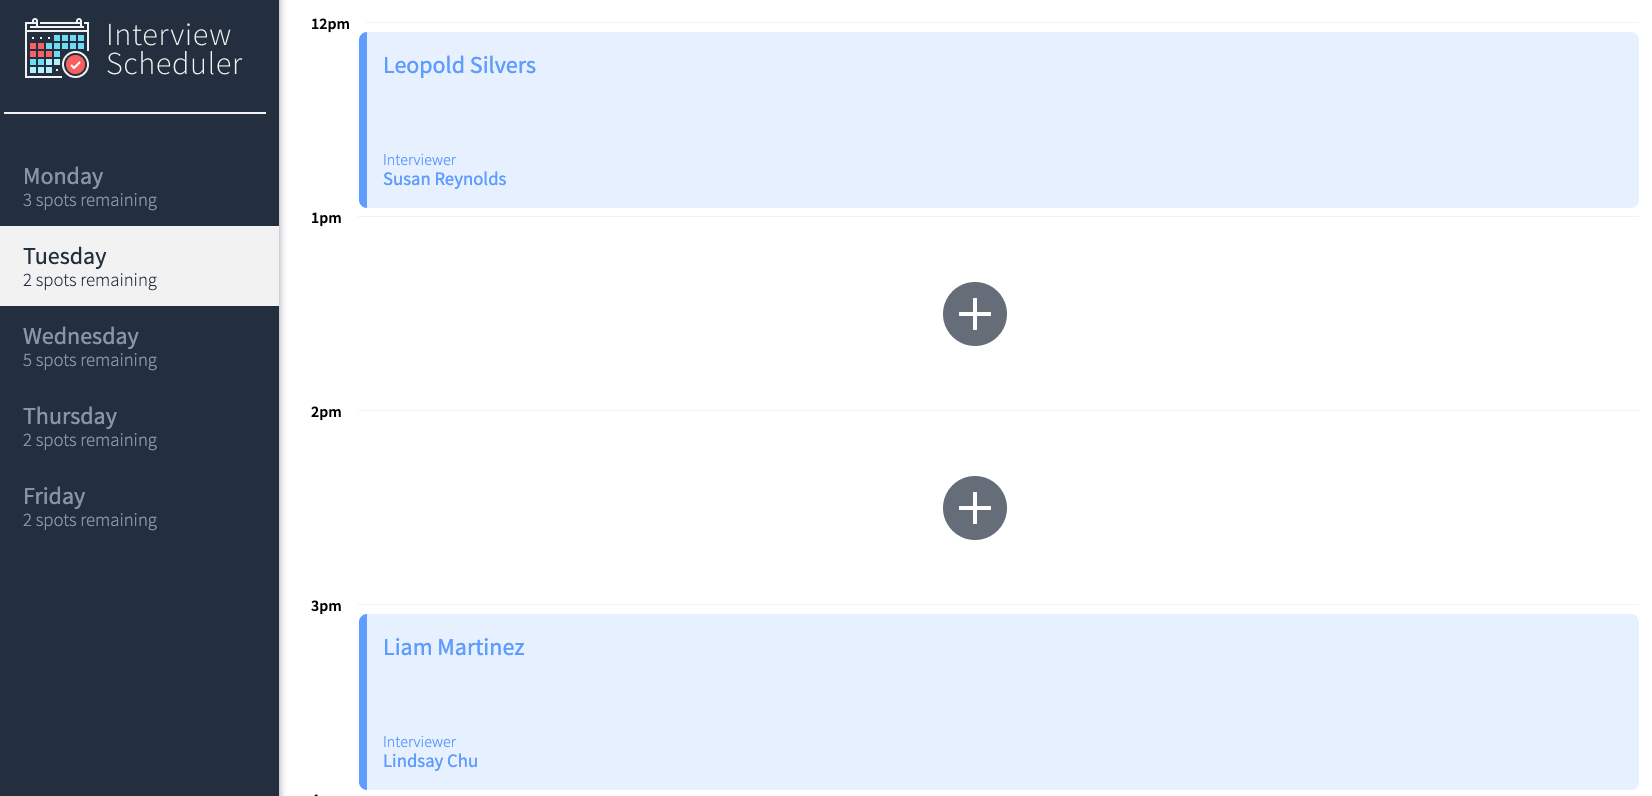 Interview
Scheduler
Monday
3 spots remaining
Tuesday
2 spots remaining
Wednesday
5 spots remaining
Thursday
2 spots remaining
Friday
2 spots remaining
12pm
Leopold Silvers
Interviewer
Susan Reynolds
1pm
2pm
3pm
Liam Martinez
Interviewer
Lindsay Chu